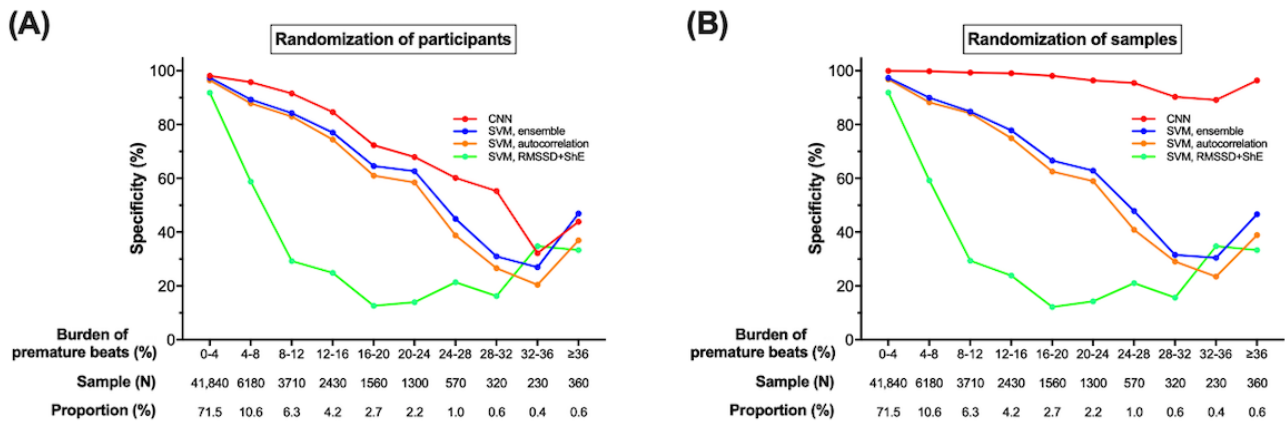 (A)
Randomization of participants
100
80
60
40
20
0
Specificity (%)
CNN
SVM, ensemble
SVM, autocorrelation
SVM, RMSSD+ShE
Burden of
premature beats (%) 0-4 4-8 8-12 12-16 16-20 20-24 24-28 28-32 32-36 ≥36
Sample (N) 41,840 6180 3710 2430 1560 1300 570 320 230 360
Proportion (%) 71.5 10.6 6.3 4.2 2.7 2.2 1.0 0.6 0.4 0.6
(B)
Randomization of samples
100
80
60
40
20
0
Specificity (%)
CNN
SVM, ensemble
SVM, autocorrelation
SVM, RMSSD+ShE
Burden of
premature beats (%) 0-4 4-8 8-12 12-16 16-20 20-24 24-28 28-32 32-36 ≥36
Sample (N) 41,840 6180 3710 2430 1560 1300 570 320 230 360
Proportion (%) 71.5 10.6 6.3 4.2 2.7 2.2 1.0 0.6 0.4 0.6